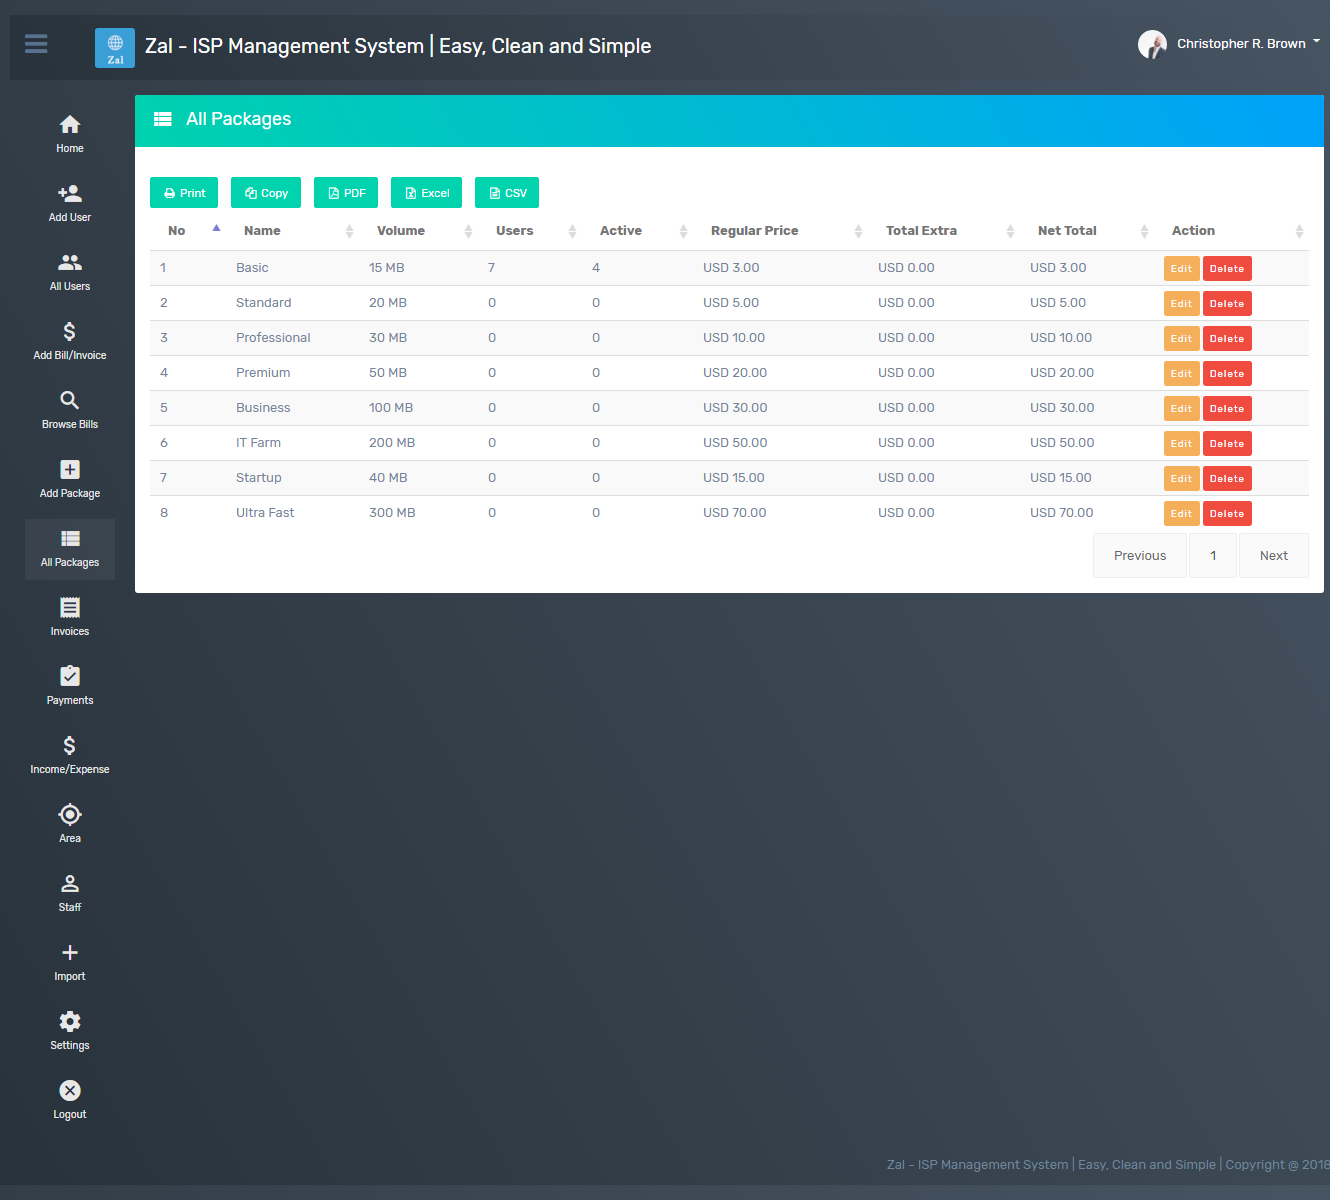 Zal
Zal - ISP Management System | Easy, Clean and Simple
Christopher R. Brown
Home
Add User
All Users
Add Bill/Invoice
Browse Bills
Add Package
All Packages
Invoices
Payments
Income/Expense
Area
Staff
Import
Settings
Logout
All Packages
Print Copy PDF Excel CSV
No Name Volume Users Active Regular Price Total Extra Net Total Action
1 Basic 15 MB 7 4 USD 3.00 USD 0.00 USD 3.00 Edit Delete
2 Standard 20 MB 0 0 USD 5.00 USD 0.00 USD 5.00 Edit Delete
3 Professional 30 MB 0 0 USD 10.00 USD 0.00 USD 10.00 Edit Delete
4 Premium 50 MB 0 0 USD 20.00 USD 0.00 USD 20.00 Edit Delete
5 Business 100 MB 0 0 USD 30.00 USD 0.00 USD 30.00 Edit Delete
6 IT Farm 200 MB 0 0 USD 50.00 USD 0.00 USD 50.00 Edit Delete
7 Startup 40 MB 0 0 USD 15.00 USD 0.00 USD 15.00 Edit Delete
8 Ultra Fast 300 MB 0 0 USD 70.00 USD 0.00 USD 70.00 Edit Delete
Previous 1 Next
Zal - ISP Management System | Easy, Clean and Simple | Copyright @ 2018